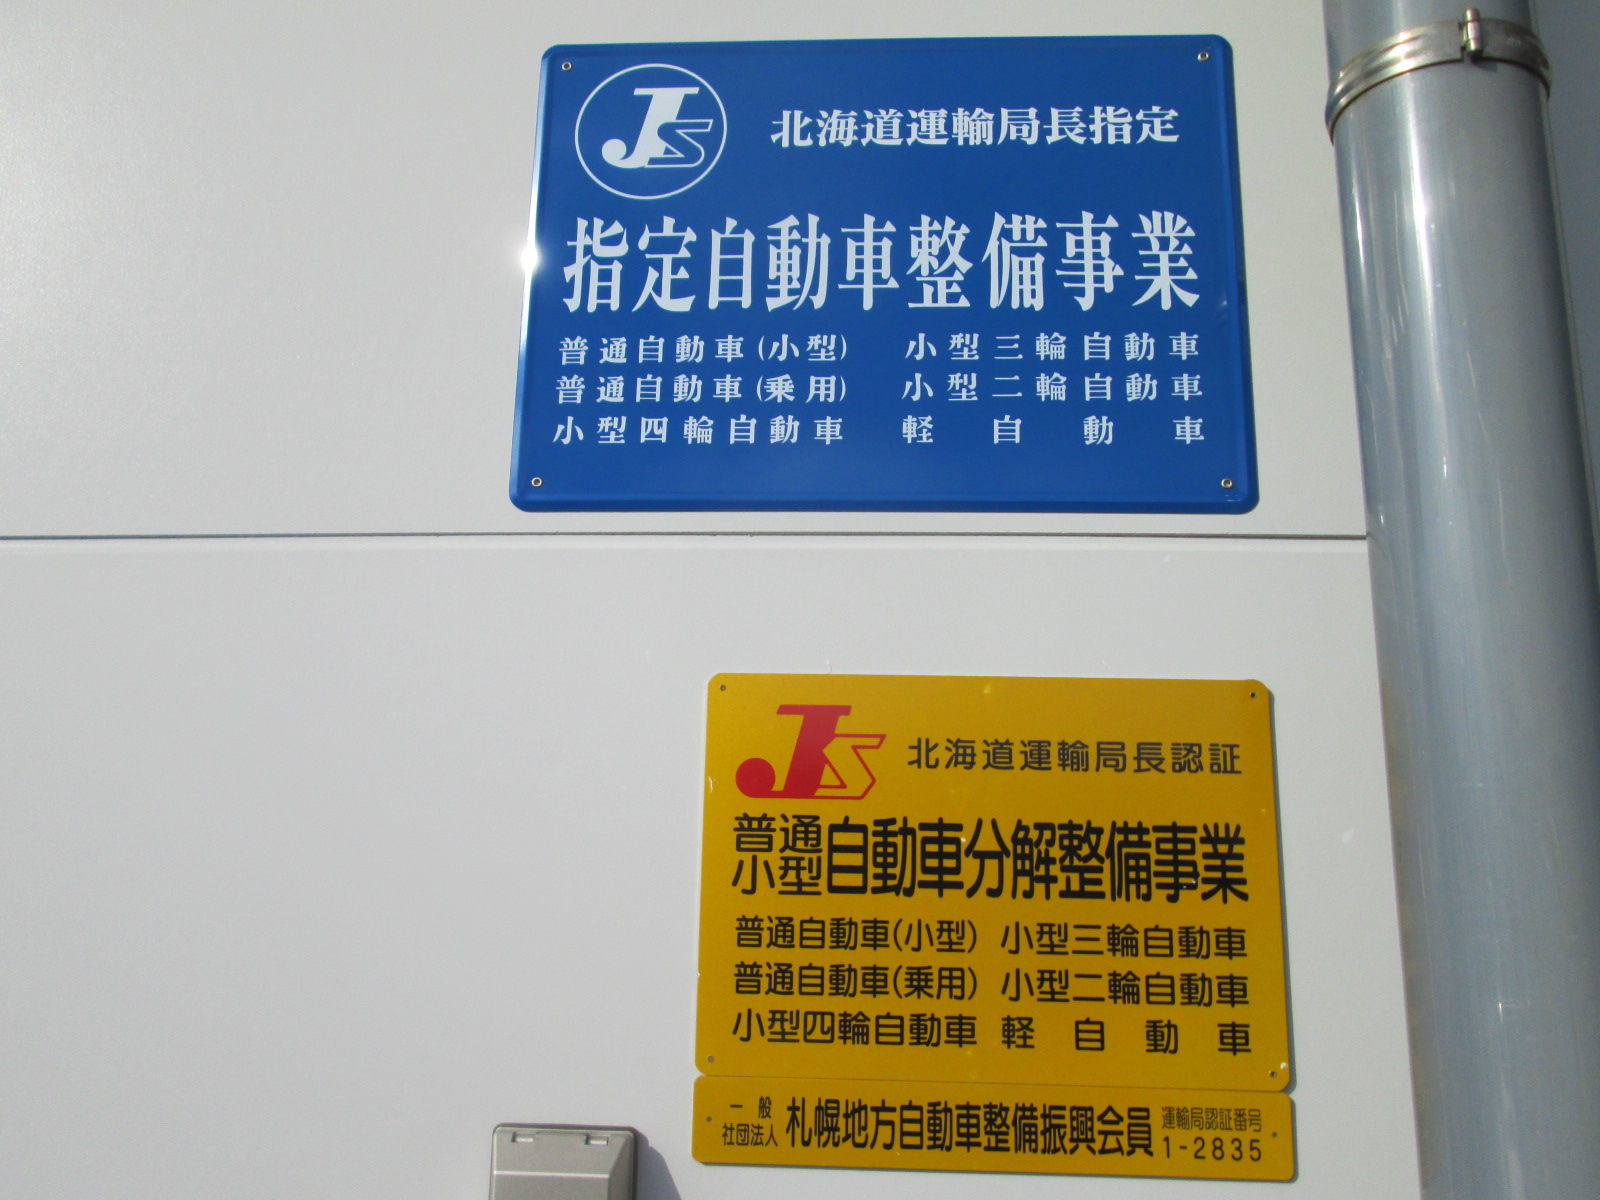 JS
北海道運輸局長指定
指定自動車整備事業
普通自動車(小型) 小型三輪自動車
普通自動車(乗用) 小型二輪自動車
小型四輪自動車 軽自動車
JS
北海道運輸局長認証
普通
小型
自動車分解整備事業
普通自動車(小型) 小型三輪自動車
普通自動車(乗用) 小型二輪自動車
小型四輪自動車 軽自動車
一般
社団法人
札幌地方自動車整備振興会員
運輸局認証番号
1-2835